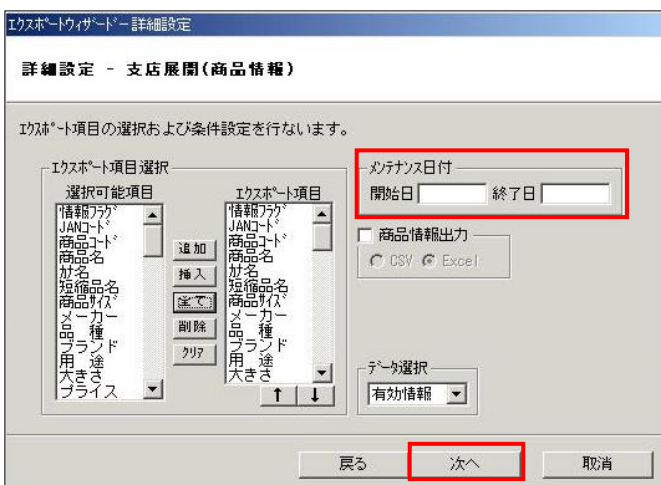 ｴｸｽﾎﾟｰﾄｳｨｻﾞｰﾄﾞｰ詳細設定
詳細設定 － 支店展開(商品情報)
ｴｸｽﾎﾟｰﾄ項目の選択および条件設定を行ないます。
ｴｸｽﾎﾟｰﾄ項目選択
選択可能項目
情報ﾌﾗｸﾞ
JANｺｰﾄﾞ
商品ｺｰﾄﾞ
商品名
ｶﾅ名
短縮品名
商品ｻｲｽﾞ
メーカー
品　種
ブランド
用　途
大きさ
プライス
追加
挿入
全て
削除
ｸﾘｱ
ｴｸｽﾎﾟｰﾄ項目
情報ﾌﾗｸﾞ
JANｺｰﾄﾞ
商品ｺｰﾄﾞ
商品名
ｶﾅ名
短縮品名
商品ｻｲｽﾞ
メーカー
品　種
ブランド
用　途
大きさ
↑ ↓
ﾒﾝﾃﾅﾝｽ日付
開始日 終了日
商品情報出力
CSV Excel
ﾃﾞｰﾀ選択
有効情報
戻る 次へ 取消